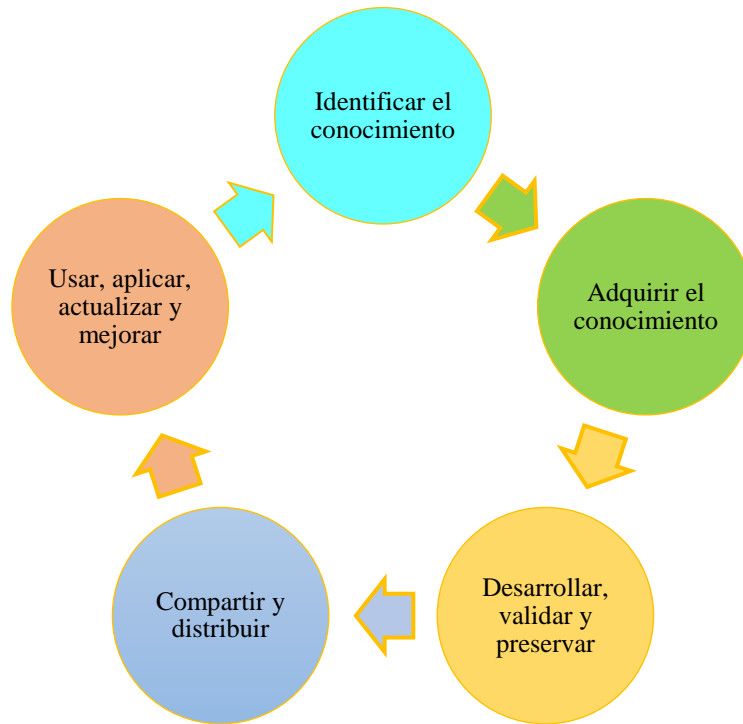 Identificar el
conocimiento
Adquirir el
conocimiento
Desarrollar,
validar y
preservar
Compartir y
distribuir
Usar, aplicar,
actualizar y
mejorar